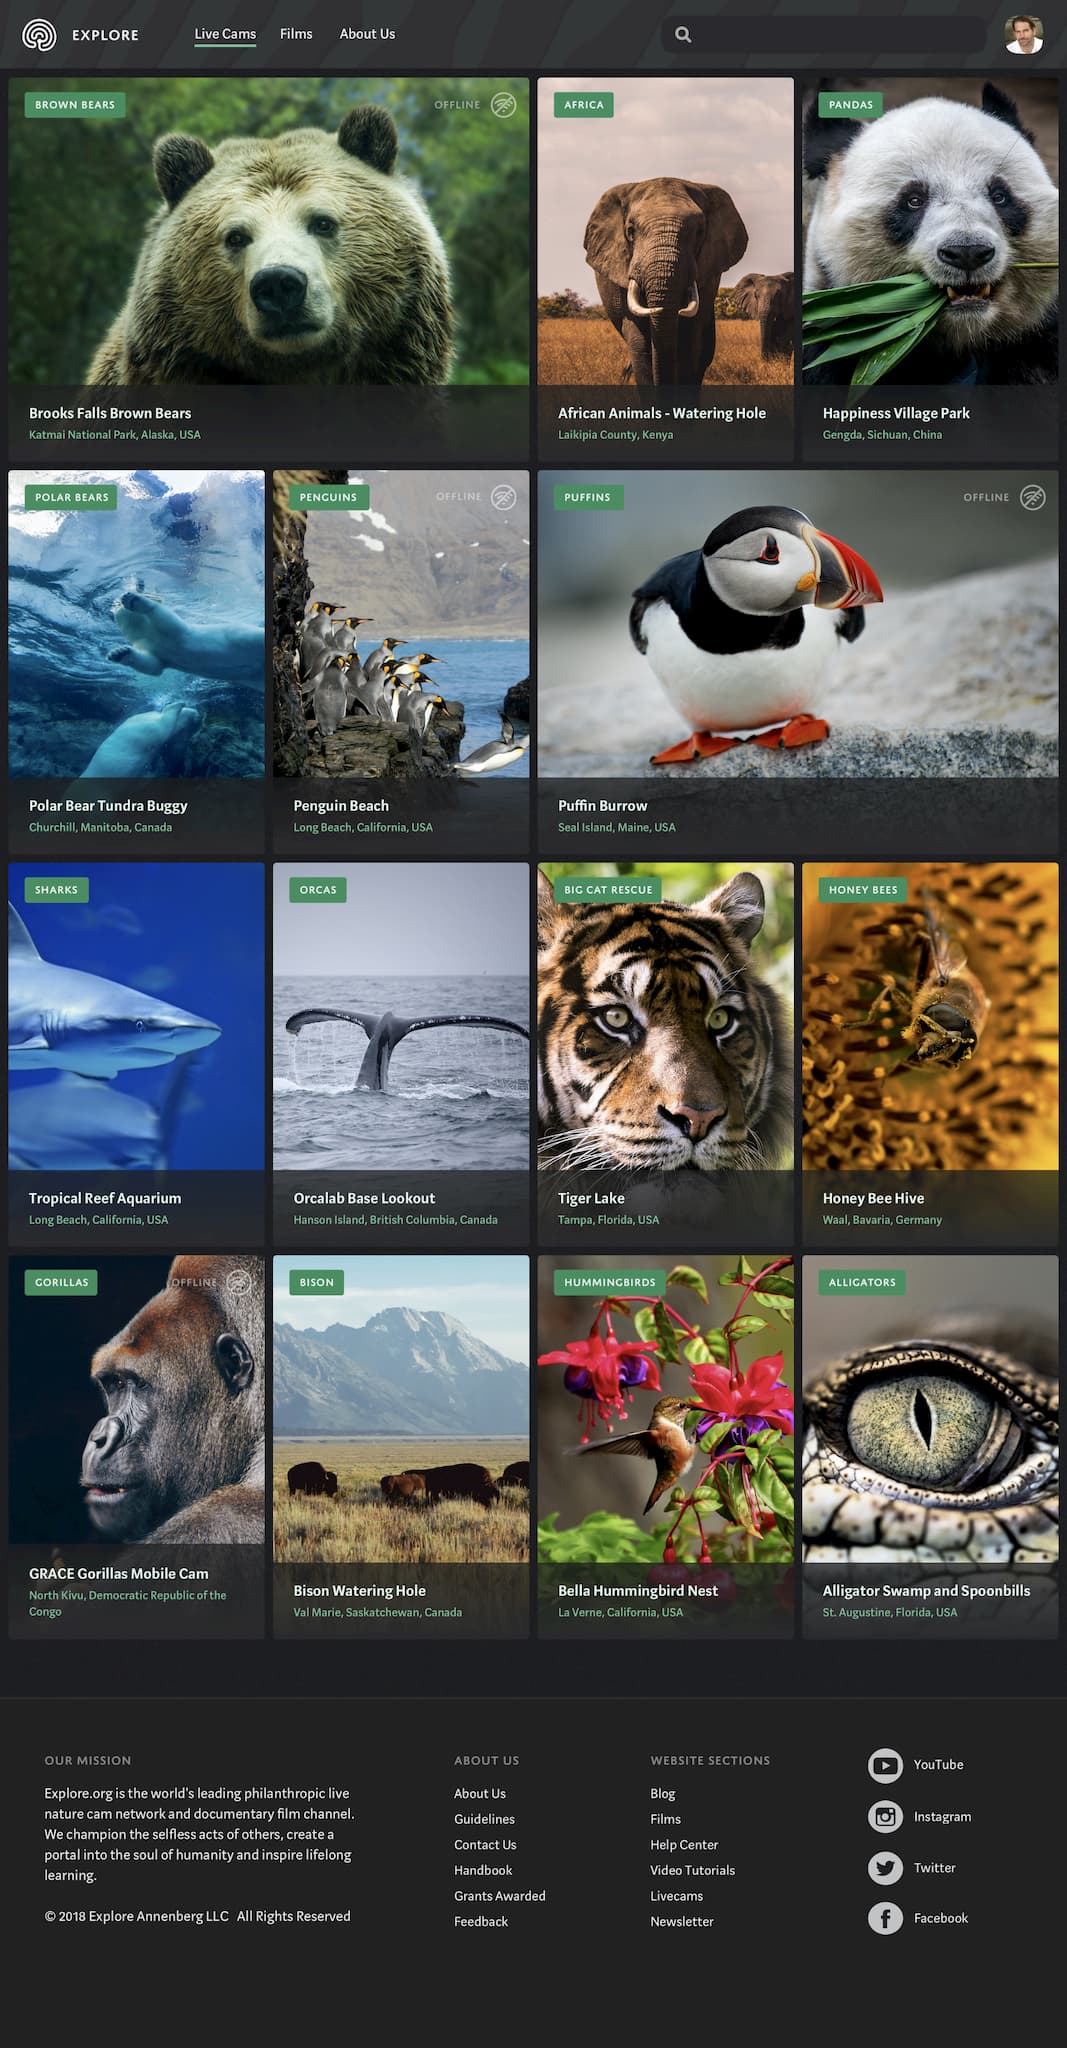 EXPLORE
Live Cams
Films
About Us
BROWN BEARS
OFFLINE
Brooks Falls Brown Bears
Katmai National Park, Alaska, USA
AFRICA
African Animals - Watering Hole
Laikipia County, Kenya
PANDAS
Happiness Village Park
Gengda, Sichuan, China
POLAR BEARS
Polar Bear Tundra Buggy
Churchill, Manitoba, Canada
PENGUINS
OFFLINE
Penguin Beach
Long Beach, California, USA
PUFFINS
OFFLINE
Puffin Burrow
Seal Island, Maine, USA
SHARKS
Tropical Reef Aquarium
Long Beach, California, USA
ORCAS
Orcalab Base Lookout
Hanson Island, British Columbia, Canada
BIG CAT RESCUE
Tiger Lake
Tampa, Florida, USA
HONEY BEES
Honey Bee Hive
Waal, Bavaria, Germany
GORILLAS
OFFLINE
GRACE Gorillas Mobile Cam
North Kivu, Democratic Republic of the
Congo
BISON
Bison Watering Hole
Val Marie, Saskatchewan, Canada
HUMMINGBIRDS
Bella Hummingbird Nest
La Verne, California, USA
ALLIGATORS
Alligator Swamp and Spoonbills
St. Augustine, Florida, USA
OUR MISSION
Explore.org is the world's leading philanthropic live
nature cam network and documentary film channel.
We champion the selfless acts of others, create a
portal into the soul of humanity and inspire lifelong
learning.
© 2018 Explore Annenberg LLC All Rights Reserved
ABOUT US
About Us
Guidelines
Contact Us
Handbook
Grants Awarded
Feedback
WEBSITE SECTIONS
Blog
Films
Help Center
Video Tutorials
Livecams
Newsletter
YouTube
Instagram
Twitter
Facebook